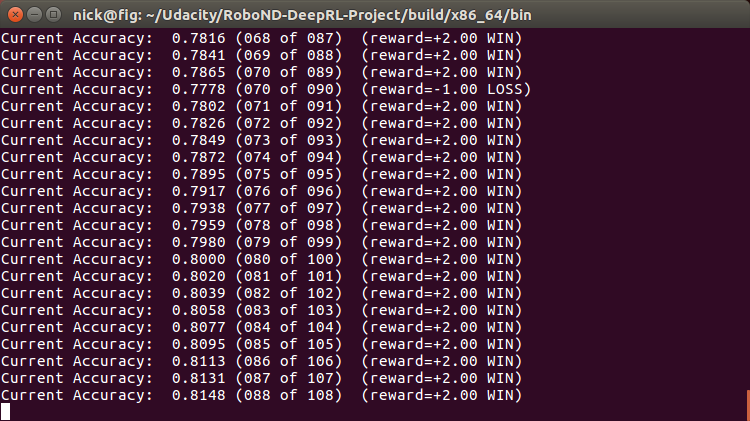 nick@fig: ~/Udacity/RoboND-DeepRL-Project/build/x86_64/bin
Current Accuracy:  0.7816 (068 of 087)  (reward=+2.00 WIN)
Current Accuracy:  0.7841 (069 of 088)  (reward=+2.00 WIN)
Current Accuracy:  0.7865 (070 of 089)  (reward=+2.00 WIN)
Current Accuracy:  0.7778 (070 of 090)  (reward=-1.00 LOSS)
Current Accuracy:  0.7802 (071 of 091)  (reward=+2.00 WIN)
Current Accuracy:  0.7826 (072 of 092)  (reward=+2.00 WIN)
Current Accuracy:  0.7849 (073 of 093)  (reward=+2.00 WIN)
Current Accuracy:  0.7872 (074 of 094)  (reward=+2.00 WIN)
Current Accuracy:  0.7895 (075 of 095)  (reward=+2.00 WIN)
Current Accuracy:  0.7917 (076 of 096)  (reward=+2.00 WIN)
Current Accuracy:  0.7938 (077 of 097)  (reward=+2.00 WIN)
Current Accuracy:  0.7959 (078 of 098)  (reward=+2.00 WIN)
Current Accuracy:  0.7980 (079 of 099)  (reward=+2.00 WIN)
Current Accuracy:  0.8000 (080 of 100)  (reward=+2.00 WIN)
Current Accuracy:  0.8020 (081 of 101)  (reward=+2.00 WIN)
Current Accuracy:  0.8039 (082 of 102)  (reward=+2.00 WIN)
Current Accuracy:  0.8058 (083 of 103)  (reward=+2.00 WIN)
Current Accuracy:  0.8077 (084 of 104)  (reward=+2.00 WIN)
Current Accuracy:  0.8095 (085 of 105)  (reward=+2.00 WIN)
Current Accuracy:  0.8113 (086 of 106)  (reward=+2.00 WIN)
Current Accuracy:  0.8131 (087 of 107)  (reward=+2.00 WIN)
Current Accuracy:  0.8148 (088 of 108)  (reward=+2.00 WIN)